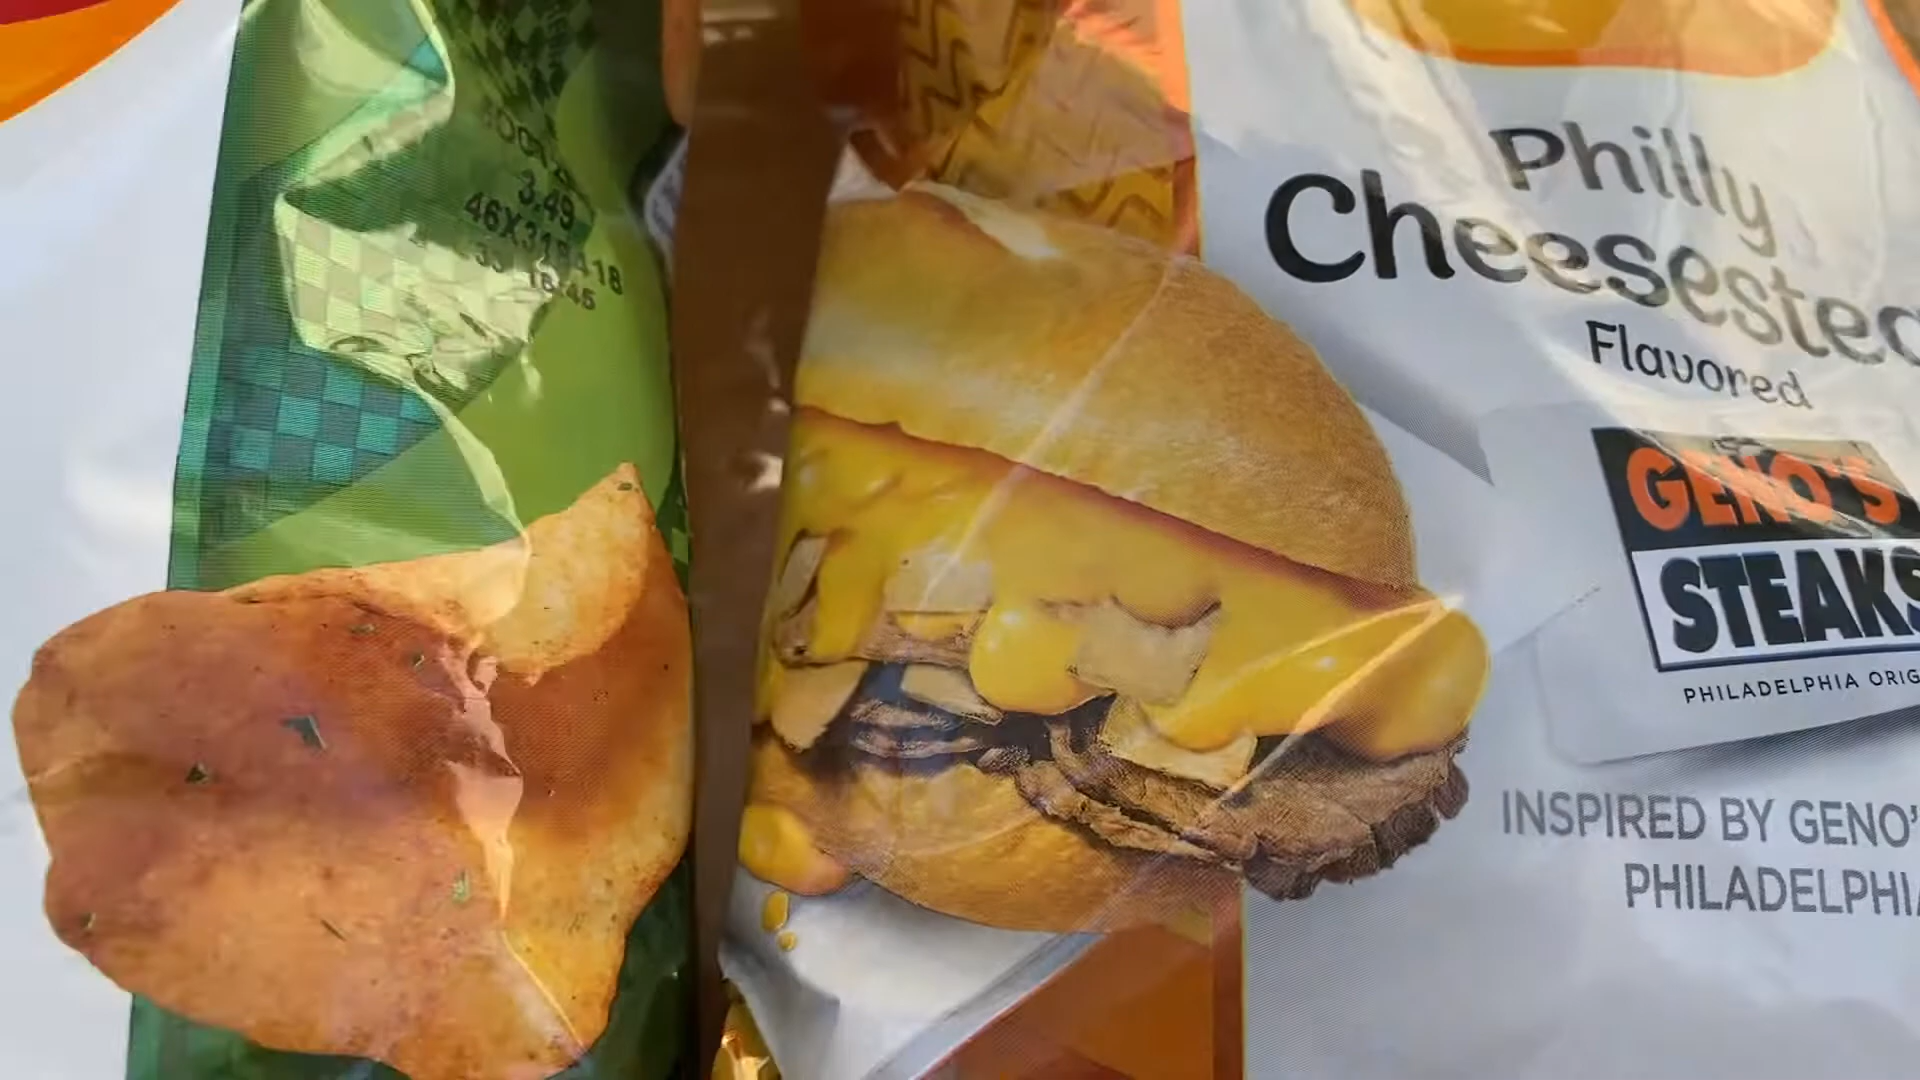 3.49
Philly
Cheesestea
Flavored
GENO'S
STEAKS
PHILADELPHIA ORIG
INSPIRED BY GENO'
PHILADELPHIA